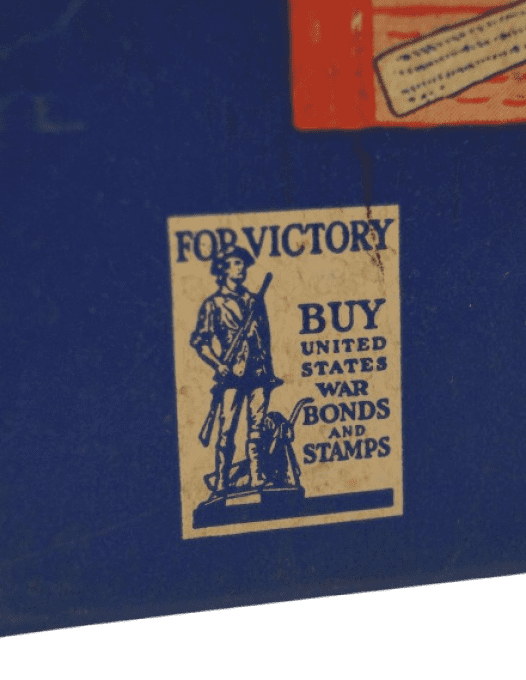 FOR VICTORY
BUY
UNITED
STATES
WAR
BONDS
AND
STAMPS